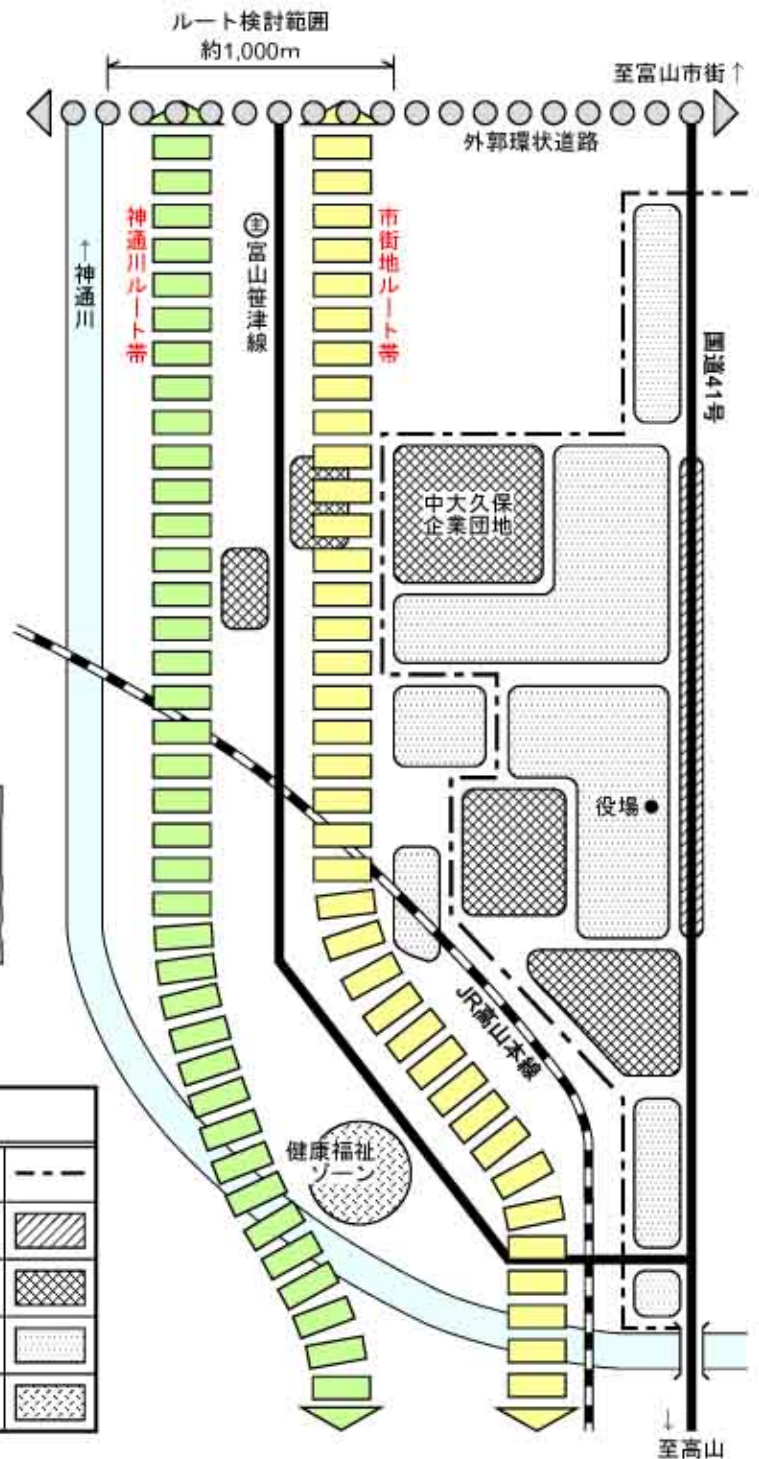 ルート検討範囲
約1,000m
至富山市街↑
外郭環状道路
↑神通川
神通川ルート帯
㊤富山笹津線
市街地ルート帯
国道41号
中大久保
企業団地
役場●
JR高山本線
健康福祉
ゾーン
↓
至高山